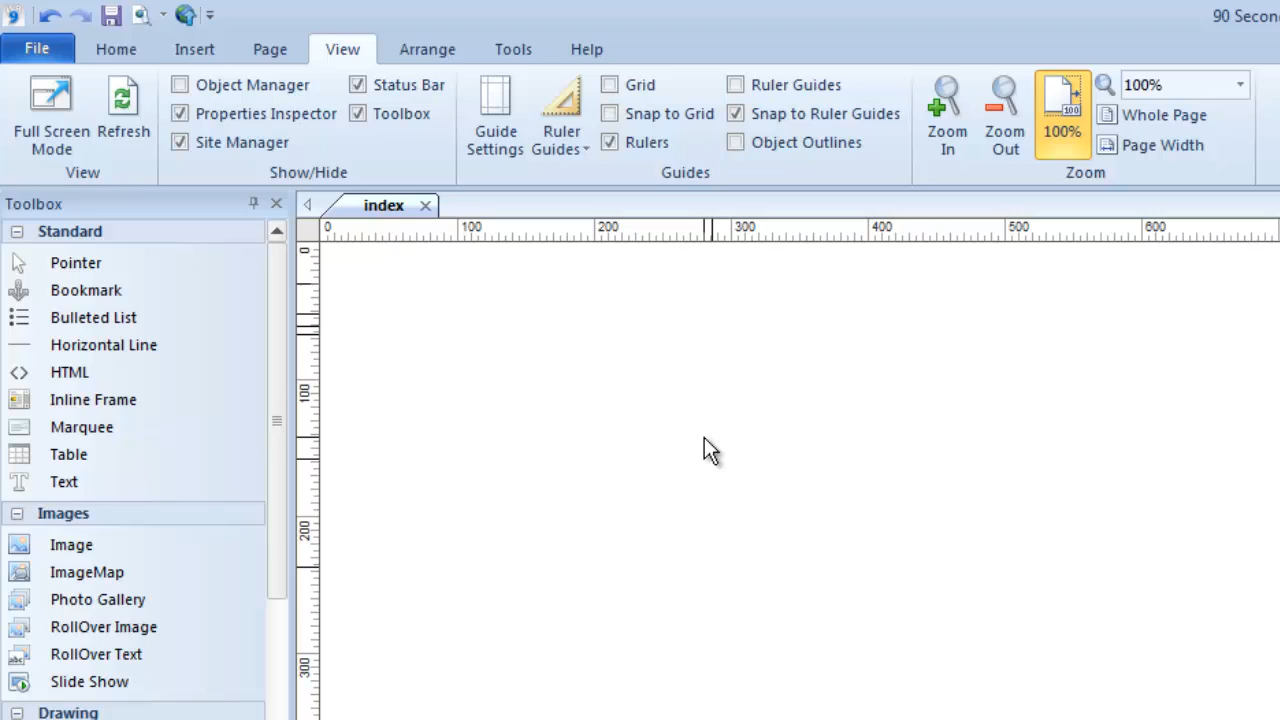 90 Secon
File Home Insert Page View Arrange Tools Help
Object Manager Status Bar Grid Ruler Guides 100%
Properties Inspector Toolbox Snap to Grid Snap to Ruler Guides Whole Page
Site Manager Rulers Object Outlines Page Width
Full Screen Mode Refresh Guide Settings Ruler Guides Zoom In Zoom Out 100%
View Show/Hide Guides Zoom
Toolbox index
0 100 200 300 400 500 600
Standard
Pointer
Bookmark
Bulleted List
Horizontal Line
HTML
Inline Frame
Marquee
Table
Text
Images
Image
ImageMap
Photo Gallery
RollOver Image
RollOver Text
Slide Show
Drawing
0
100
200
300